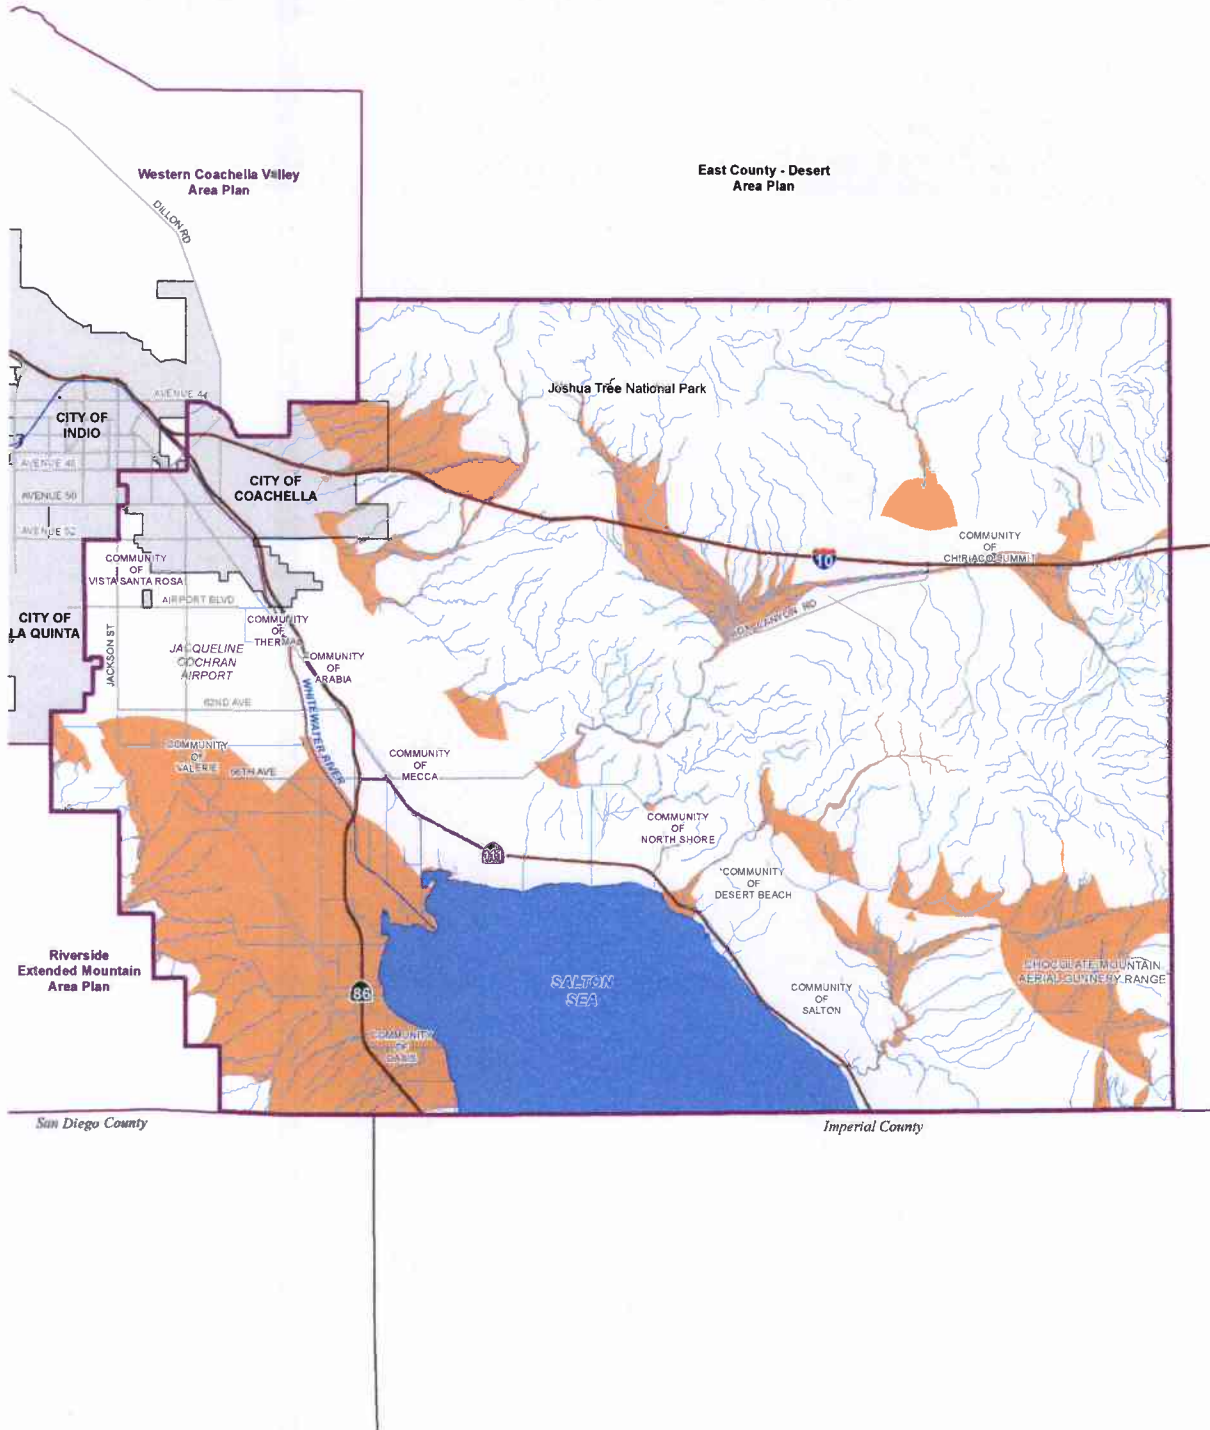 Western Coachella Valley
Area Plan
East County - Desert
Area Plan
DILLON RD
Joshua Tree National Park
AVENUE 44
CITY OF
INDIO
AVENUE 48
CITY OF
COACHELLA
AVENUE 50
AVENUE 52
COMMUNITY
OF
CHIRIACO SUMMIT
10
COMMUNITY
OF
VISTA SANTA ROSA
AIRPORT BLVD
CITY OF
LA QUINTA
COMMUNITY
OF
THERMAL
BOX CANYON RD
JACKSON ST
JACQUELINE
COCHRAN
AIRPORT
COMMUNITY
OF
ARABIA
62ND AVE
WHITEWATER RIVER
COMMUNITY
OF
VALERIE
66TH AVE
COMMUNITY
OF
MECCA
COMMUNITY
OF
NORTH SHORE
111
COMMUNITY
OF
DESERT BEACH
Riverside
Extended Mountain
Area Plan
CHOCOLATE MOUNTAIN
AERIAL GUNNERY RANGE
SALTON
SEA
COMMUNITY
OF
SALTON
86
COMMUNITY
OF
OASIS
San Diego County
Imperial County